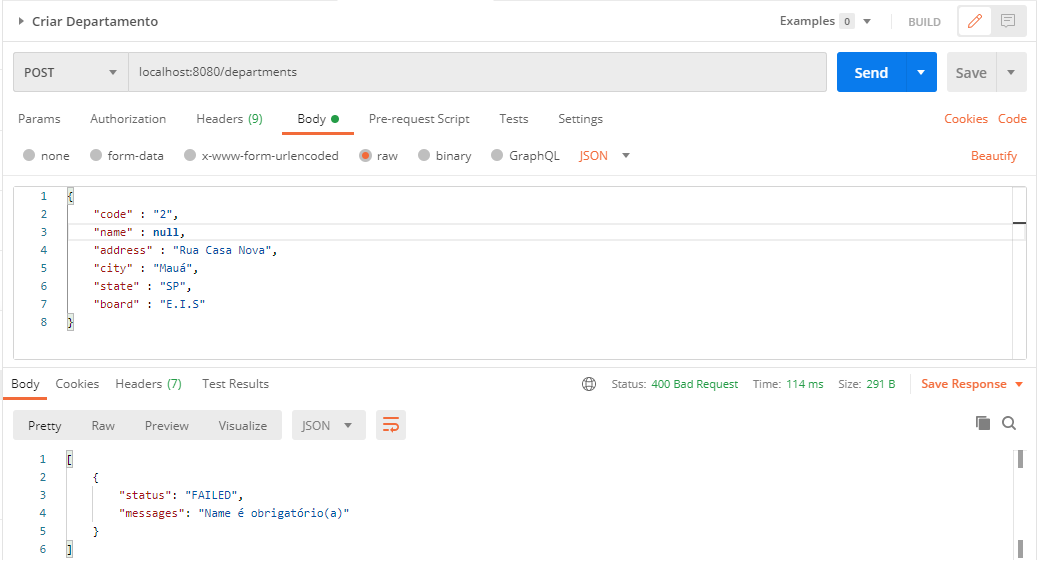 Criar Departamento Examples 0 BUILD
POST localhost:8080/departments Send Save
Params Authorization Headers (9) Body Pre-request Script Tests Settings Cookies Code
none form-data x-www-form-urlencoded raw binary GraphQL JSON Beautify
1 {
2 "code" : "2",
3 "name" : null,
4 "address" : "Rua Casa Nova",
5 "city" : "Mauá",
6 "state" : "SP",
7 "board" : "E.I.S"
8 }
Body Cookies Headers (7) Test Results Status: 400 Bad Request Time: 114 ms Size: 291 B Save Response
Pretty Raw Preview Visualize JSON
1 [
2 {
3 "status": "FAILED",
4 "messages": "Name é obrigatório(a)"
5 }
6 ]